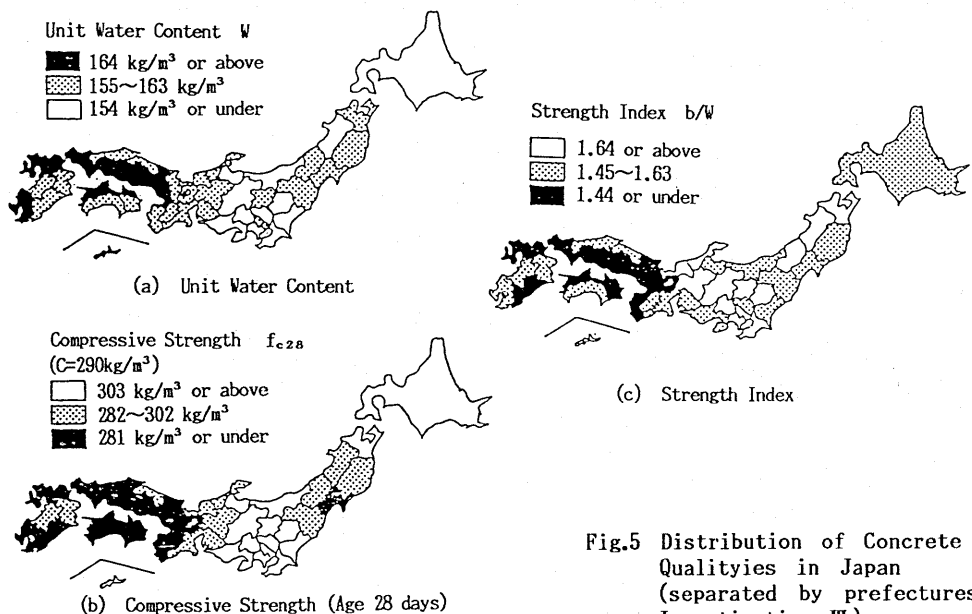 Unit Water Content W
164 kg/m³ or above
155~163 kg/m³
154 kg/m³ or under
(a) Unit Water Content
Compressive Strength fc28
(C=290kg/m³)
303 kg/m³ or above
282~302 kg/m³
281 kg/m³ or under
(b) Compressive Strength (Age 28 days)
Strength Index b/W
1.64 or above
1.45~1.63
1.44 or under
(c) Strength Index
Fig.5 Distribution of Concrete
Qualityies in Japan
(separated by prefectures